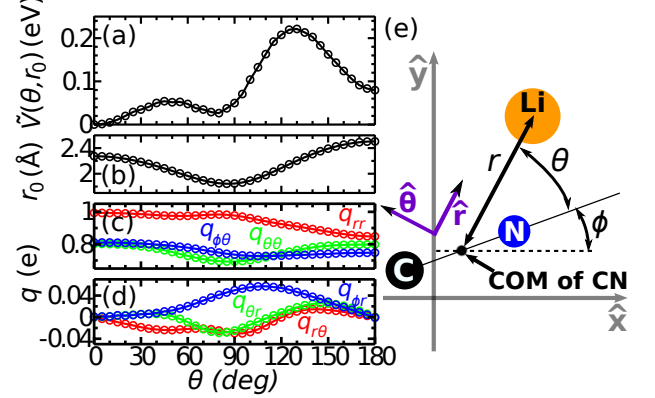 (a)
Ṽ(θ,r₀) (eV)
0.2
0.1
0
(b)
r₀ (Å)
2.4
2
(c)
1
0.8
q_rr
q_ϕθ
q_θθ
q (e)
(d)
0.04
0
-0.04
q_ϕr
q_θr
q_rθ
0 30 60 90 120 150 180
θ (deg)
(e)
ŷ
Li
r
θ
θ̂
r̂
N
ϕ
C
COM of CN
x̂